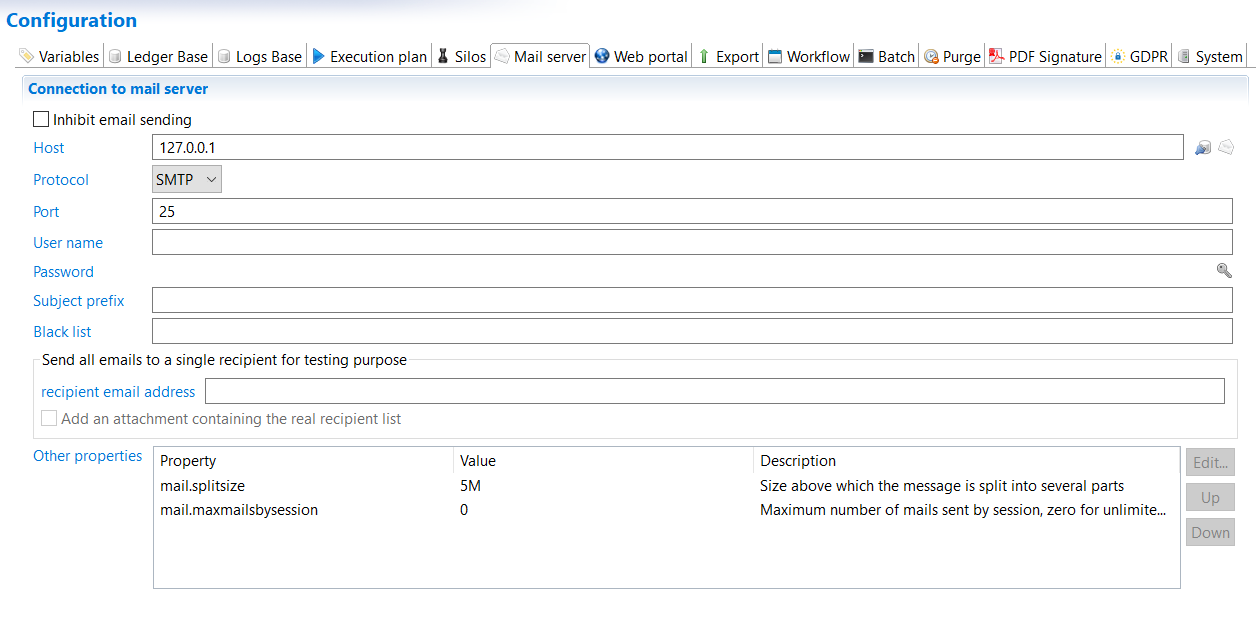 Configuration
Variables Ledger Base Logs Base Execution plan Silos Mail server Web portal Export Workflow Batch Purge PDF Signature GDPR System
Connection to mail server
Inhibit email sending
Host 127.0.0.1
Protocol SMTP
Port 25
User name
Password
Subject prefix
Black list
Send all emails to a single recipient for testing purpose
recipient email address
Add an attachment containing the real recipient list
Other properties Property Value Description Edit...
mail.splitsize 5M Size above which the message is split into several parts
Up
mail.maxmailsbysession 0 Maximum number of mails sent by session, zero for unlimite...
Down